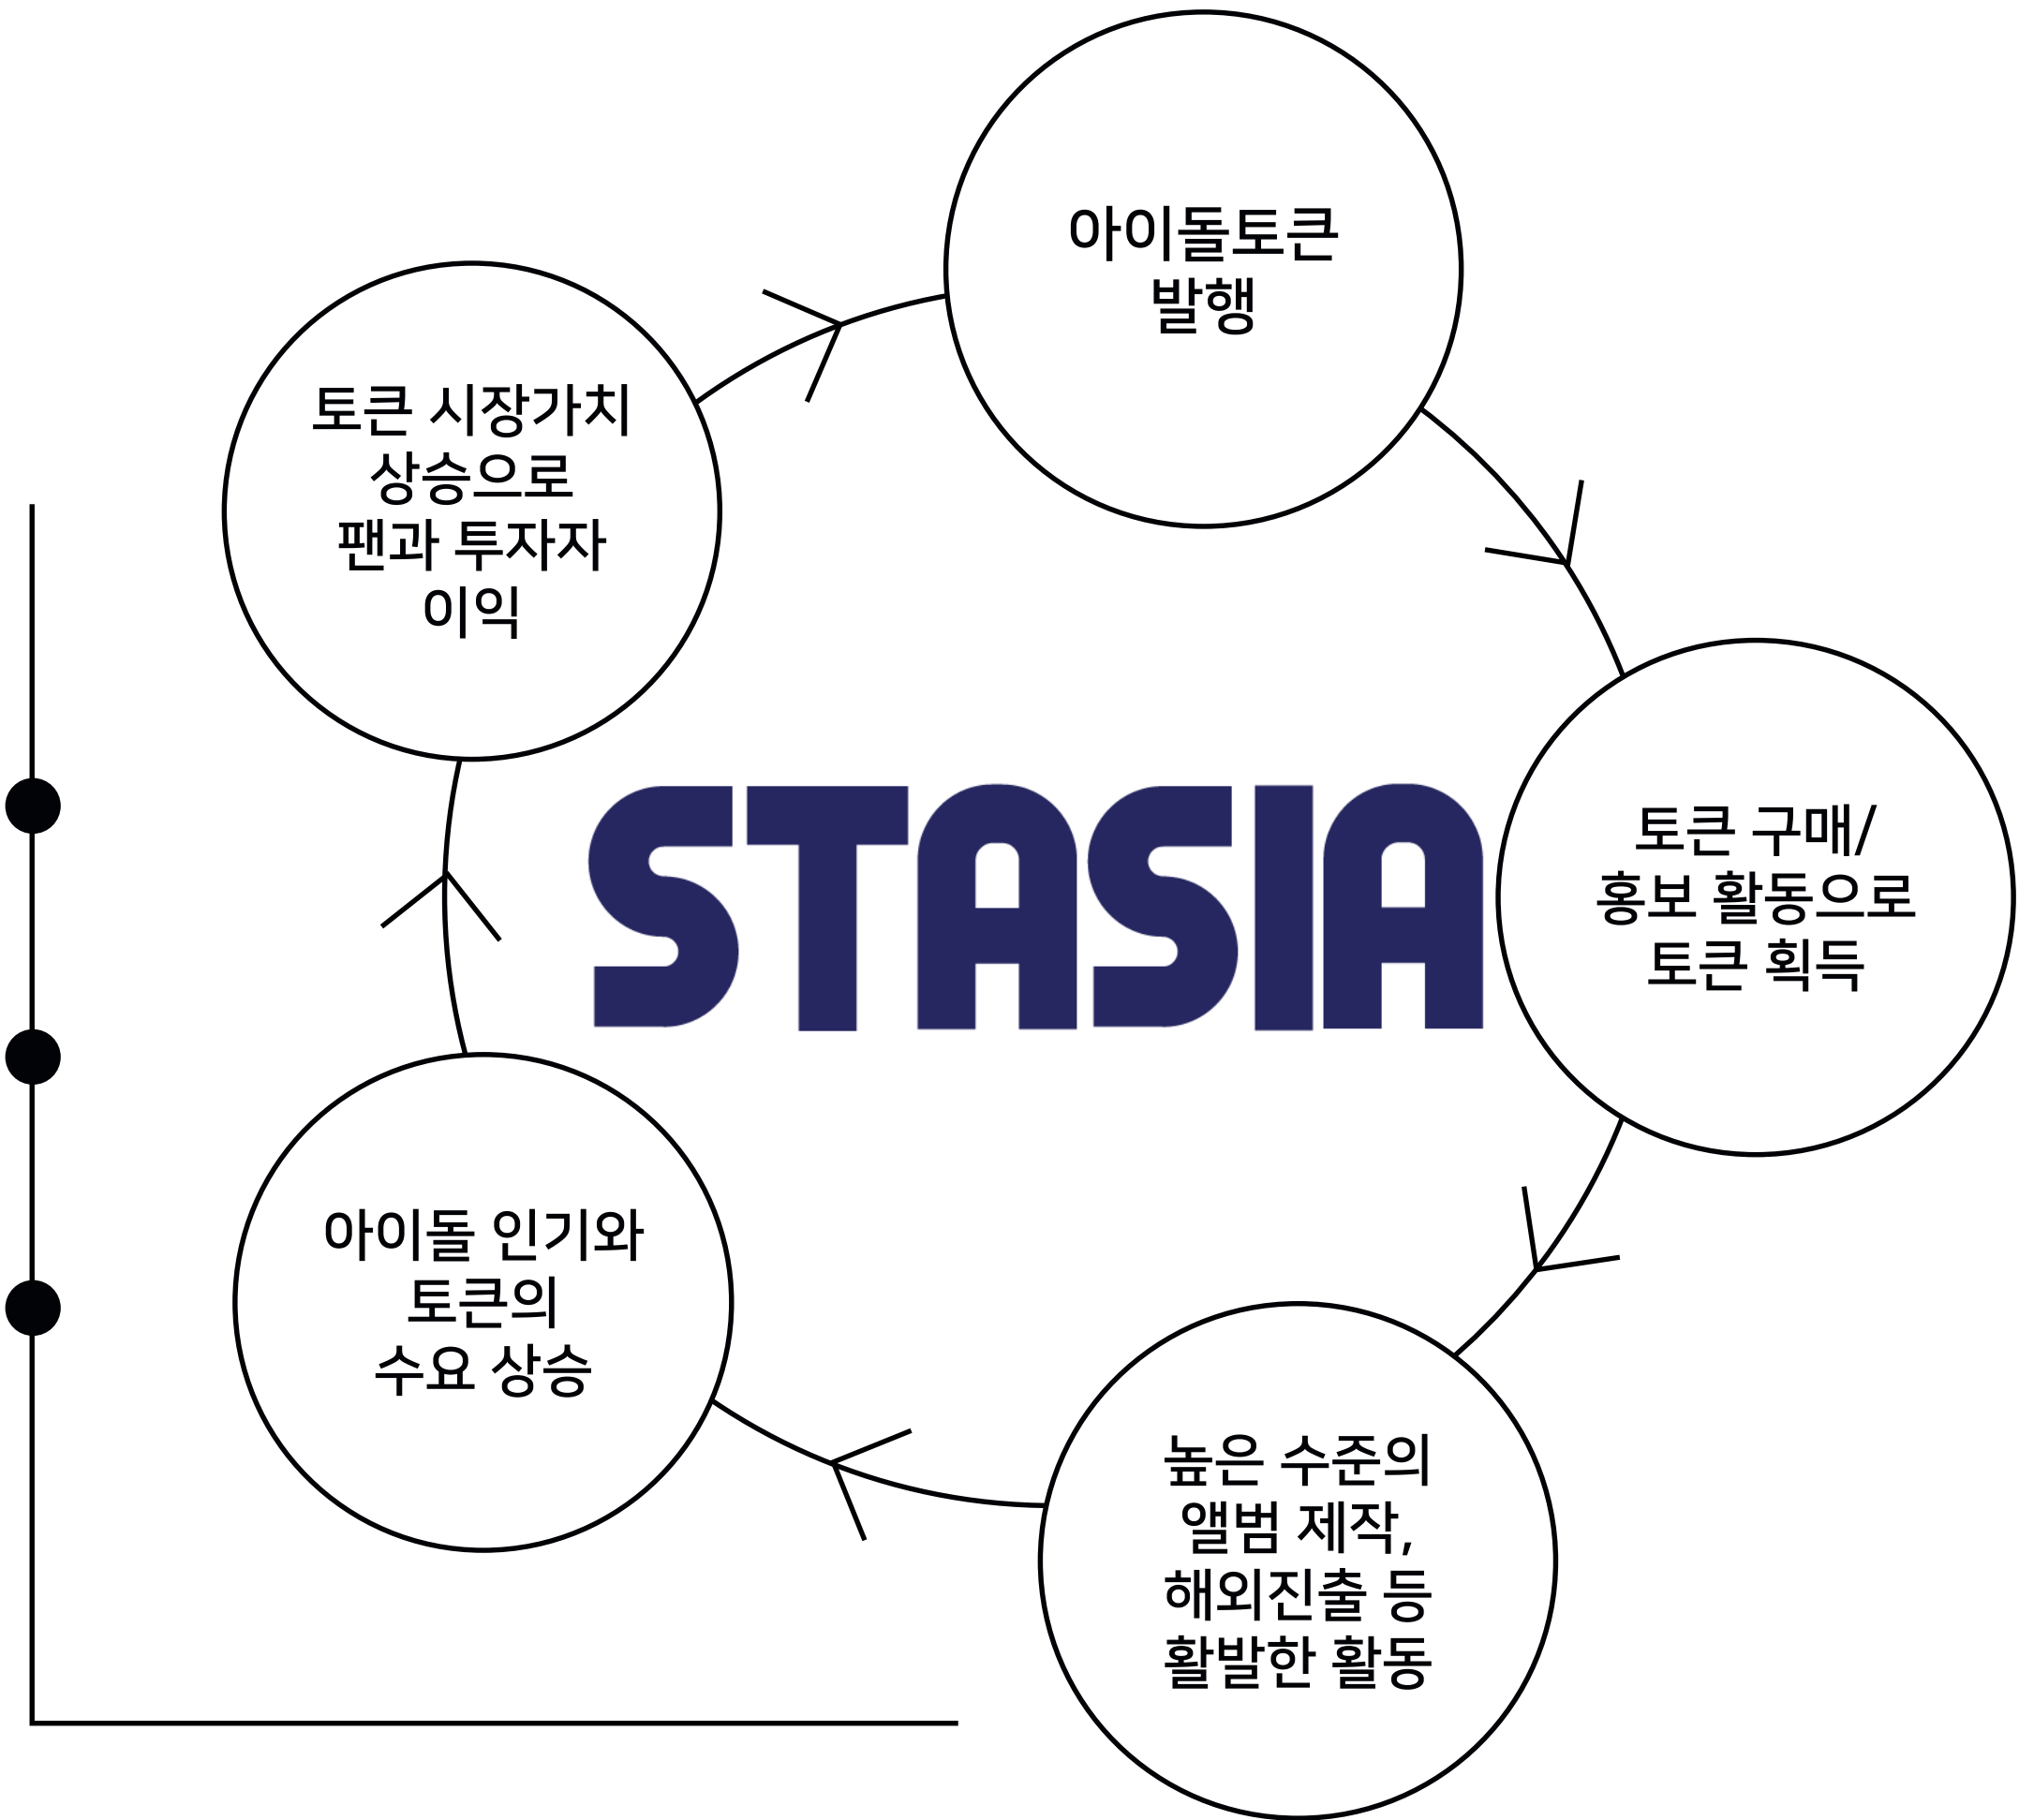 아이돌토큰
발행
토큰 구매/
홍보 활동으로
토큰 획득
높은 수준의
앨범 제작,
해외진출 등
활발한 활동
아이돌 인기와
토큰의
수요 상승
토큰 시장가치
상승으로
팬과 투자자
이익
STASIA